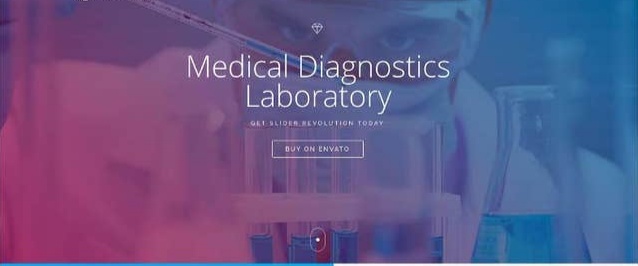 Medical Diagnostics
Laboratory
GET SLIDER REVOLUTION TODAY
BUY ON ENVATO